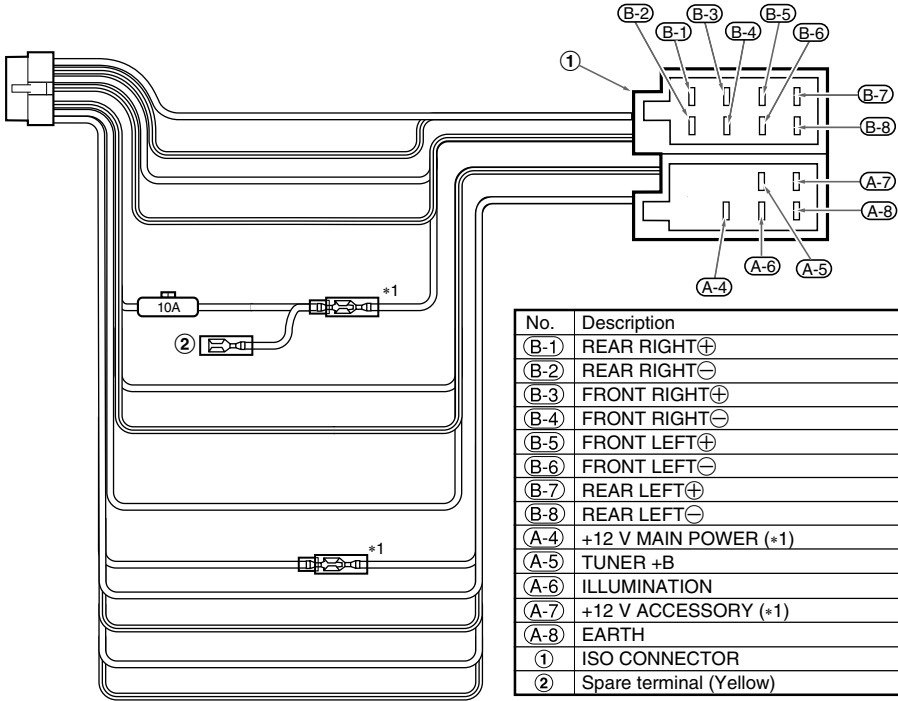 B-2 B-3 B-5
B-1 B-4 B-6
1
B-7
B-8
A-7
A-8
A-6 A-5
A-4
*1
10A
2
*1
No. Description
B-1 REAR RIGHT⊕
B-2 REAR RIGHT⊖
B-3 FRONT RIGHT⊕
B-4 FRONT RIGHT⊖
B-5 FRONT LEFT⊕
B-6 FRONT LEFT⊖
B-7 REAR LEFT⊕
B-8 REAR LEFT⊖
A-4 +12 V MAIN POWER (*1)
A-5 TUNER +B
A-6 ILLUMINATION
A-7 +12 V ACCESSORY (*1)
A-8 EARTH
1 ISO CONNECTOR
2 Spare terminal (Yellow)